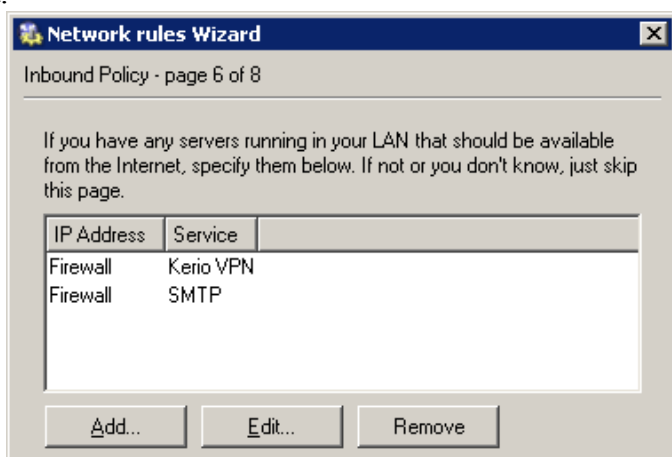 Network rules Wizard
Inbound Policy - page 6 of 8
If you have any servers running in your LAN that should be available
from the Internet, specify them below. If not or you don't know, just skip
this page.
IP Address Service
Firewall Kerio VPN
Firewall SMTP
Add... Edit... Remove